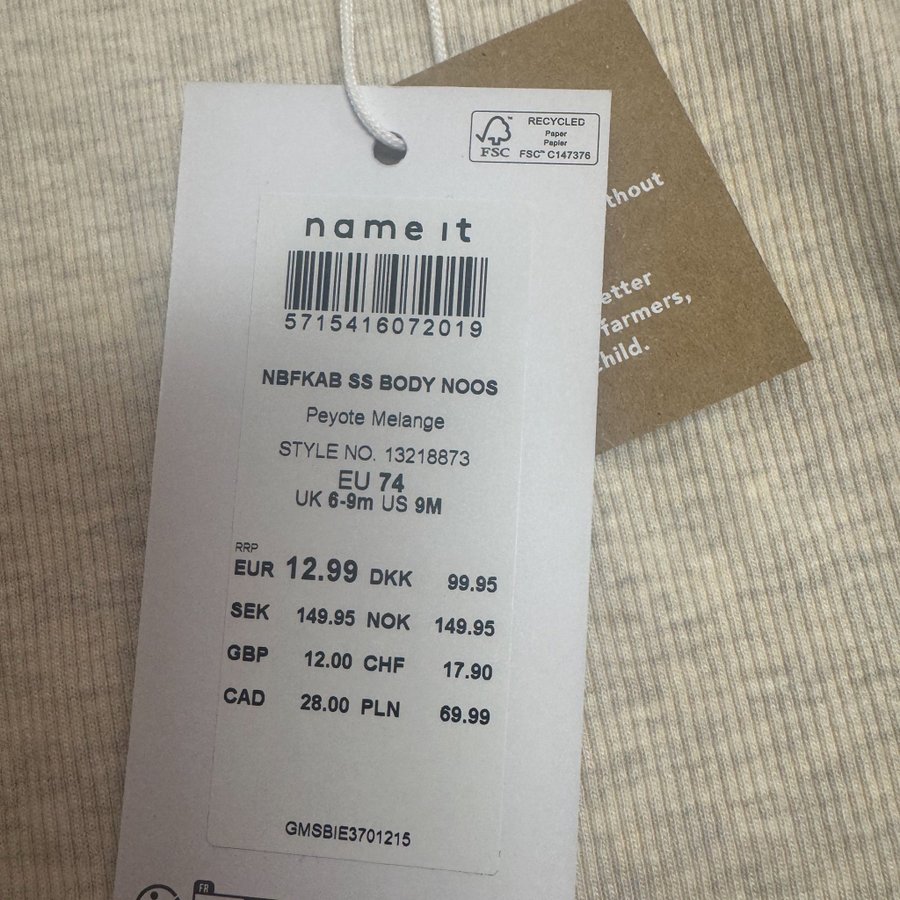 RECYCLED
Paper
Papier
FSC™ C147376
FSC
name it
5715416072019
NBFKAB SS BODY NOOS
Peyote Melange
STYLE NO. 13218873
EU 74
UK 6-9m US 9M
RRP
EUR 12.99 DKK 99.95
SEK 149.95 NOK 149.95
GBP 12.00 CHF 17.90
CAD 28.00 PLN 69.99
GMSBIE3701215
FR
thout
etter
farmers,
hild.